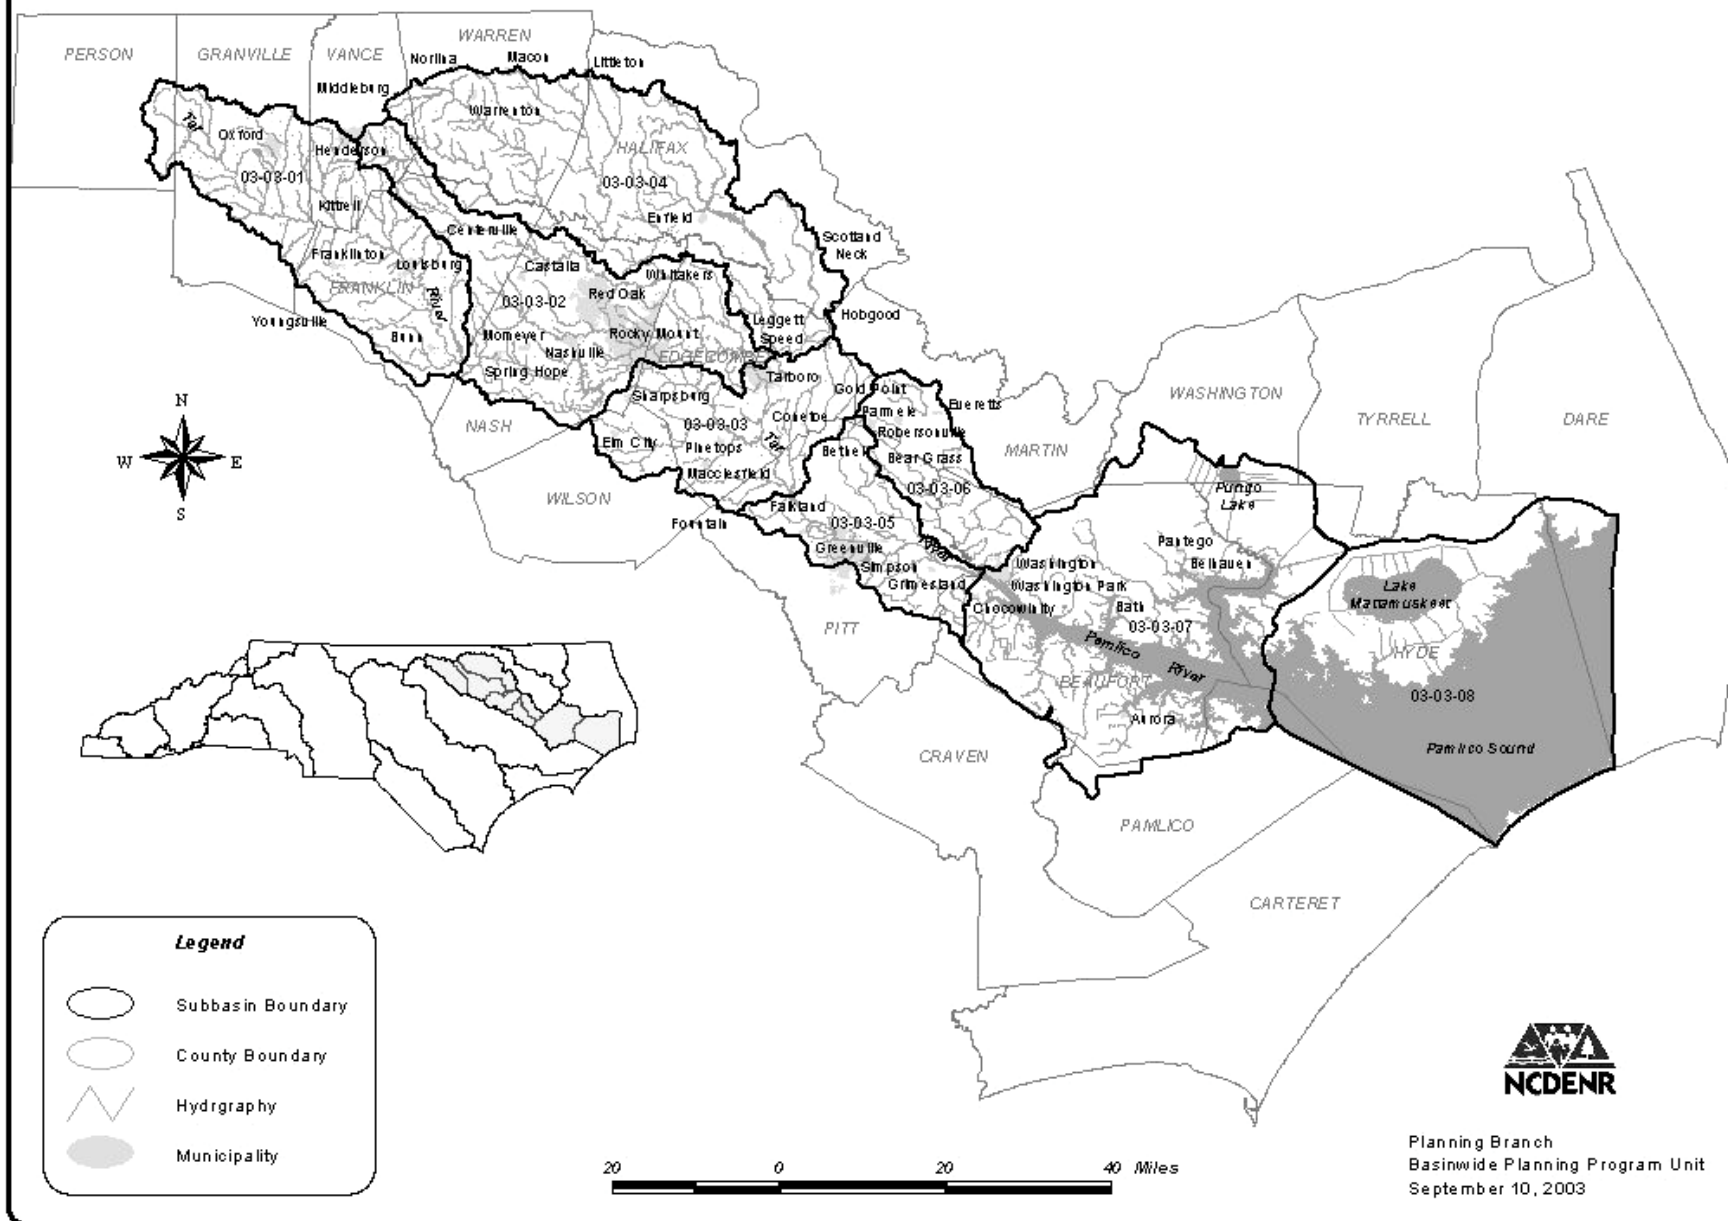 PERSON
GRANVILLE
VANCE
WARREN
Norlina
Macon
Littleton
Middleburg
Warrenton
Tar
Oxford
Henderson
HALIFAX
03-03-01
03-03-04
Kittrell
Enfield
Centerville
Scotland
Neck
Franklinton
Louisburg
Castalia
Whitakers
FRANKLIN
River
03-03-02
Red Oak
Youngsville
Bunn
Momeyer
Rocky Mount
Leggett
Speed
Hobgood
Nashville
EDGECOMBE
Spring Hope
Tarboro
Gold Point
Sharpsburg
Parmele
Everetts
WASHINGTON
TYRRELL
DARE
NASH
03-03-03
Conetoe
Tar
Robersonville
Elm City
Pinetops
Bethel
Bear Grass
MARTIN
Macclesfield
03-03-06
Pungo
Lake
WILSON
Falkland
Fountain
03-03-05
River
Greenville
Simpson
Grimesland
Pantego
Belhaven
Washington
Washington Park
Chocowinity
Bath
03-03-07
Lake
Mattamuskeet
PITT
Pamlico
River
HYDE
BEAUFORT
03-03-08
Aurora
Pamlico Sound
CRAVEN
PAMLICO
CARTERET
N
W
E
S
Legend
Subbasin Boundary
County Boundary
Hydrgraphy
Municipality
20 0 20 40 Miles
NCDENR
Planning Branch
Basinwide Planning Program Unit
September 10, 2003